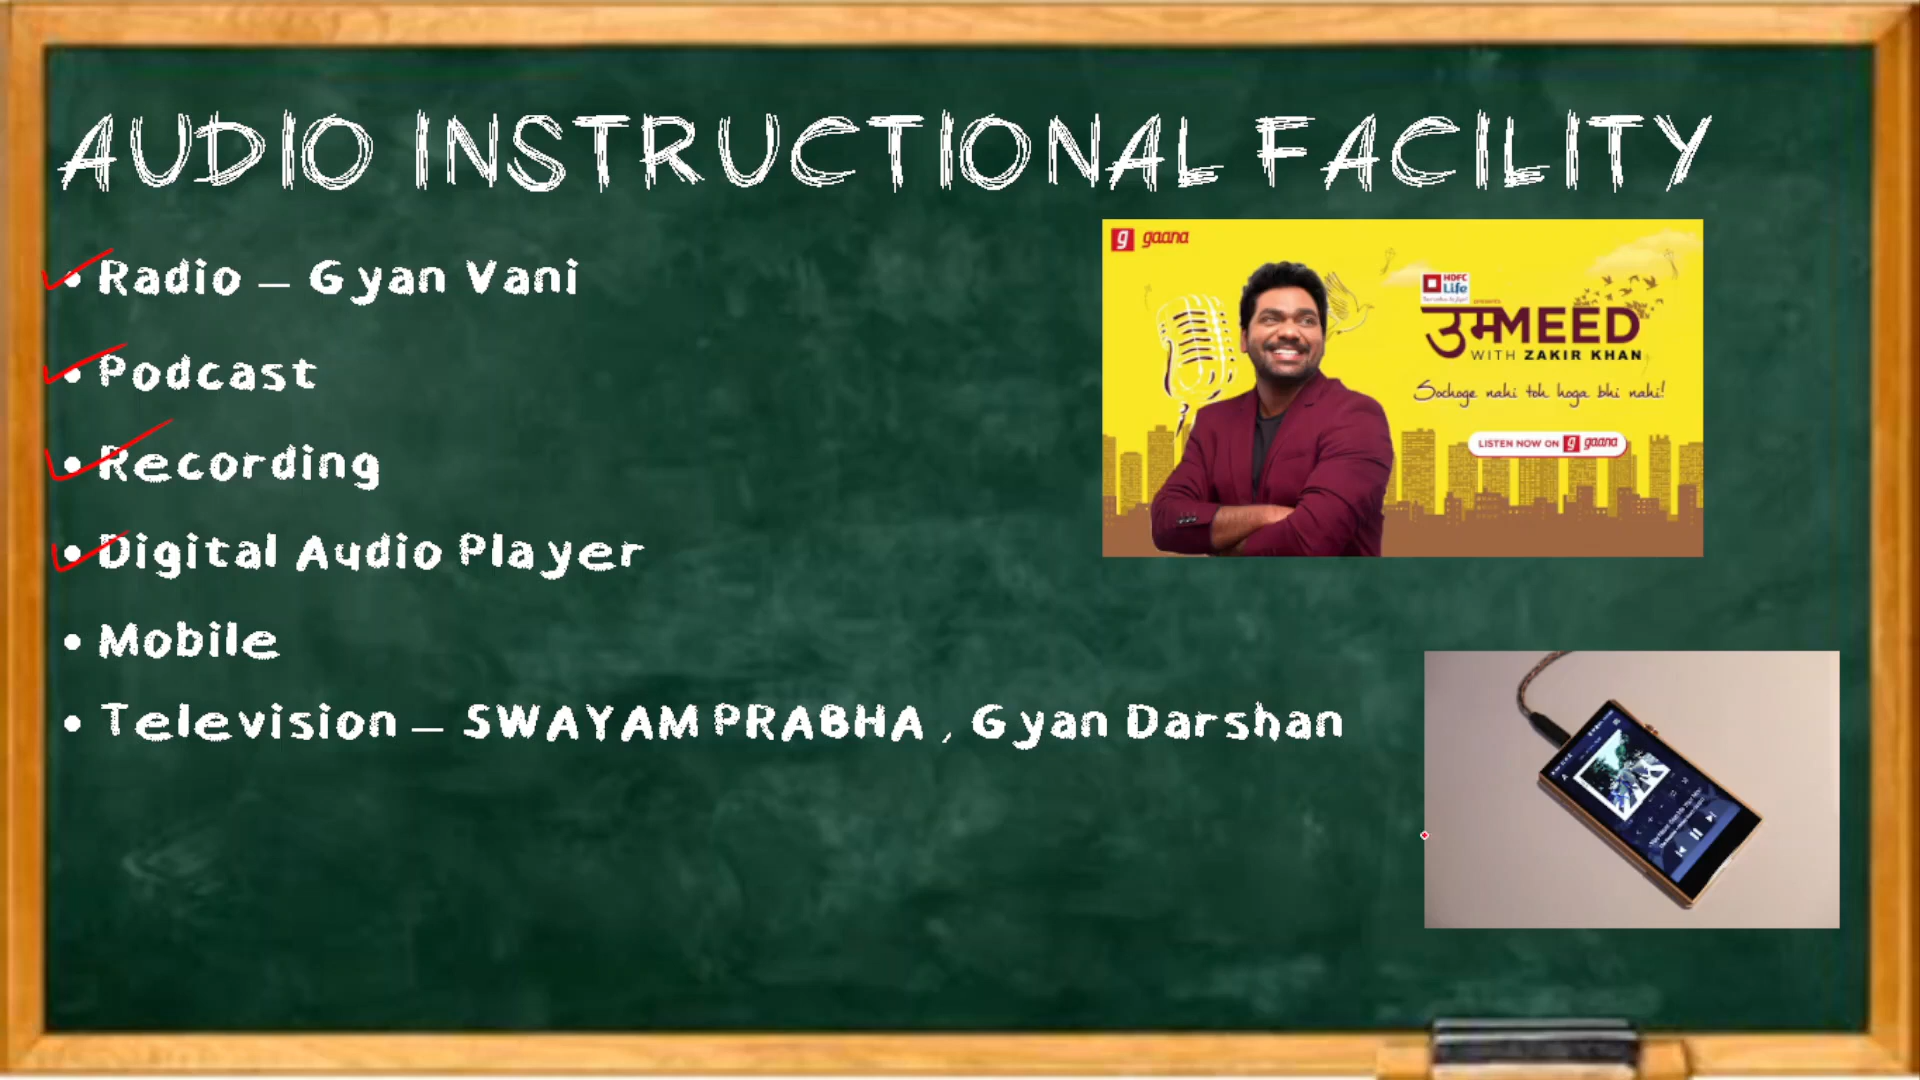 AUDIO INSTRUCTIONAL FACILITY
• Radio – Gyan Vani
• Podcast
• Recording
• Digital Audio Player
• Mobile
• Television – SWAYAM PRABHA , Gyan Darshan
g gaana
HDFC
Life
presents
उम्MEED
WITH ZAKIR KHAN
Sochoge nahi toh hoga bhi nahi!
LISTEN NOW ON g gaana